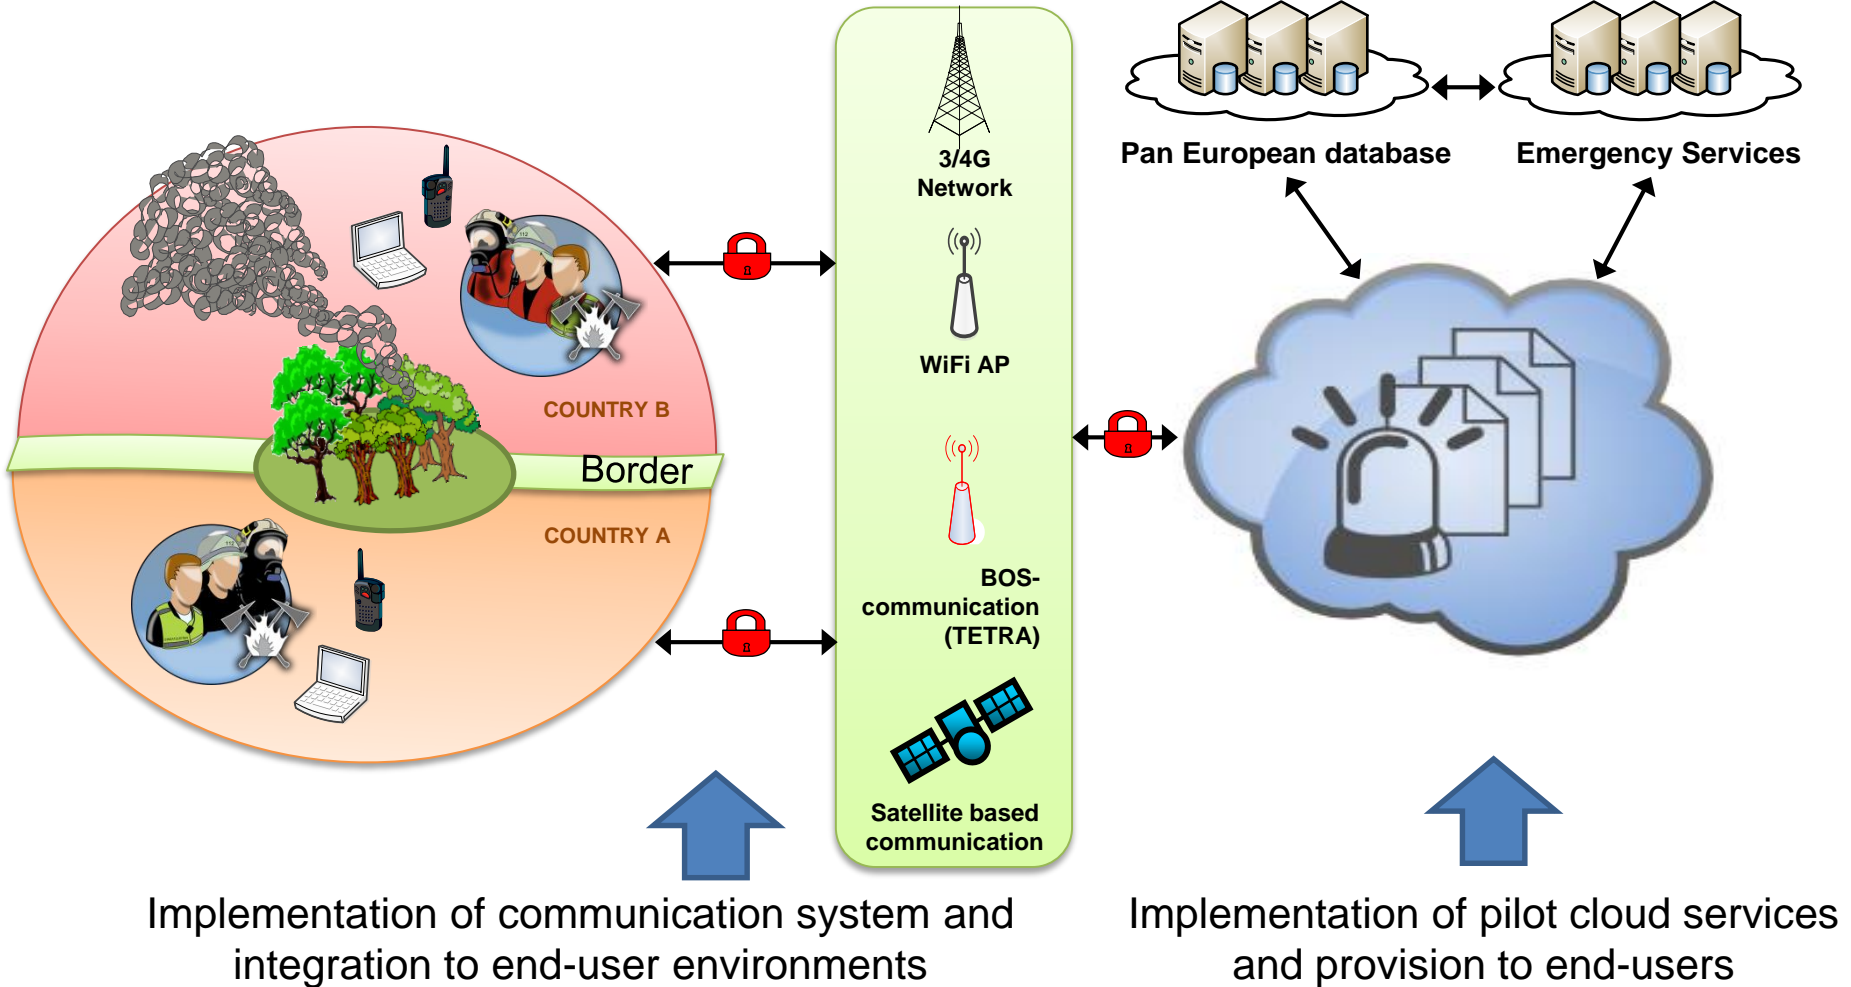 3/4G
Network
WiFi AP
BOS-
communication
(TETRA)
Satellite based
communication
Pan European database
Emergency Services
COUNTRY B
Border
COUNTRY A
112
112
Implementation of communication system and
integration to end-user environments
Implementation of pilot cloud services
and provision to end-users